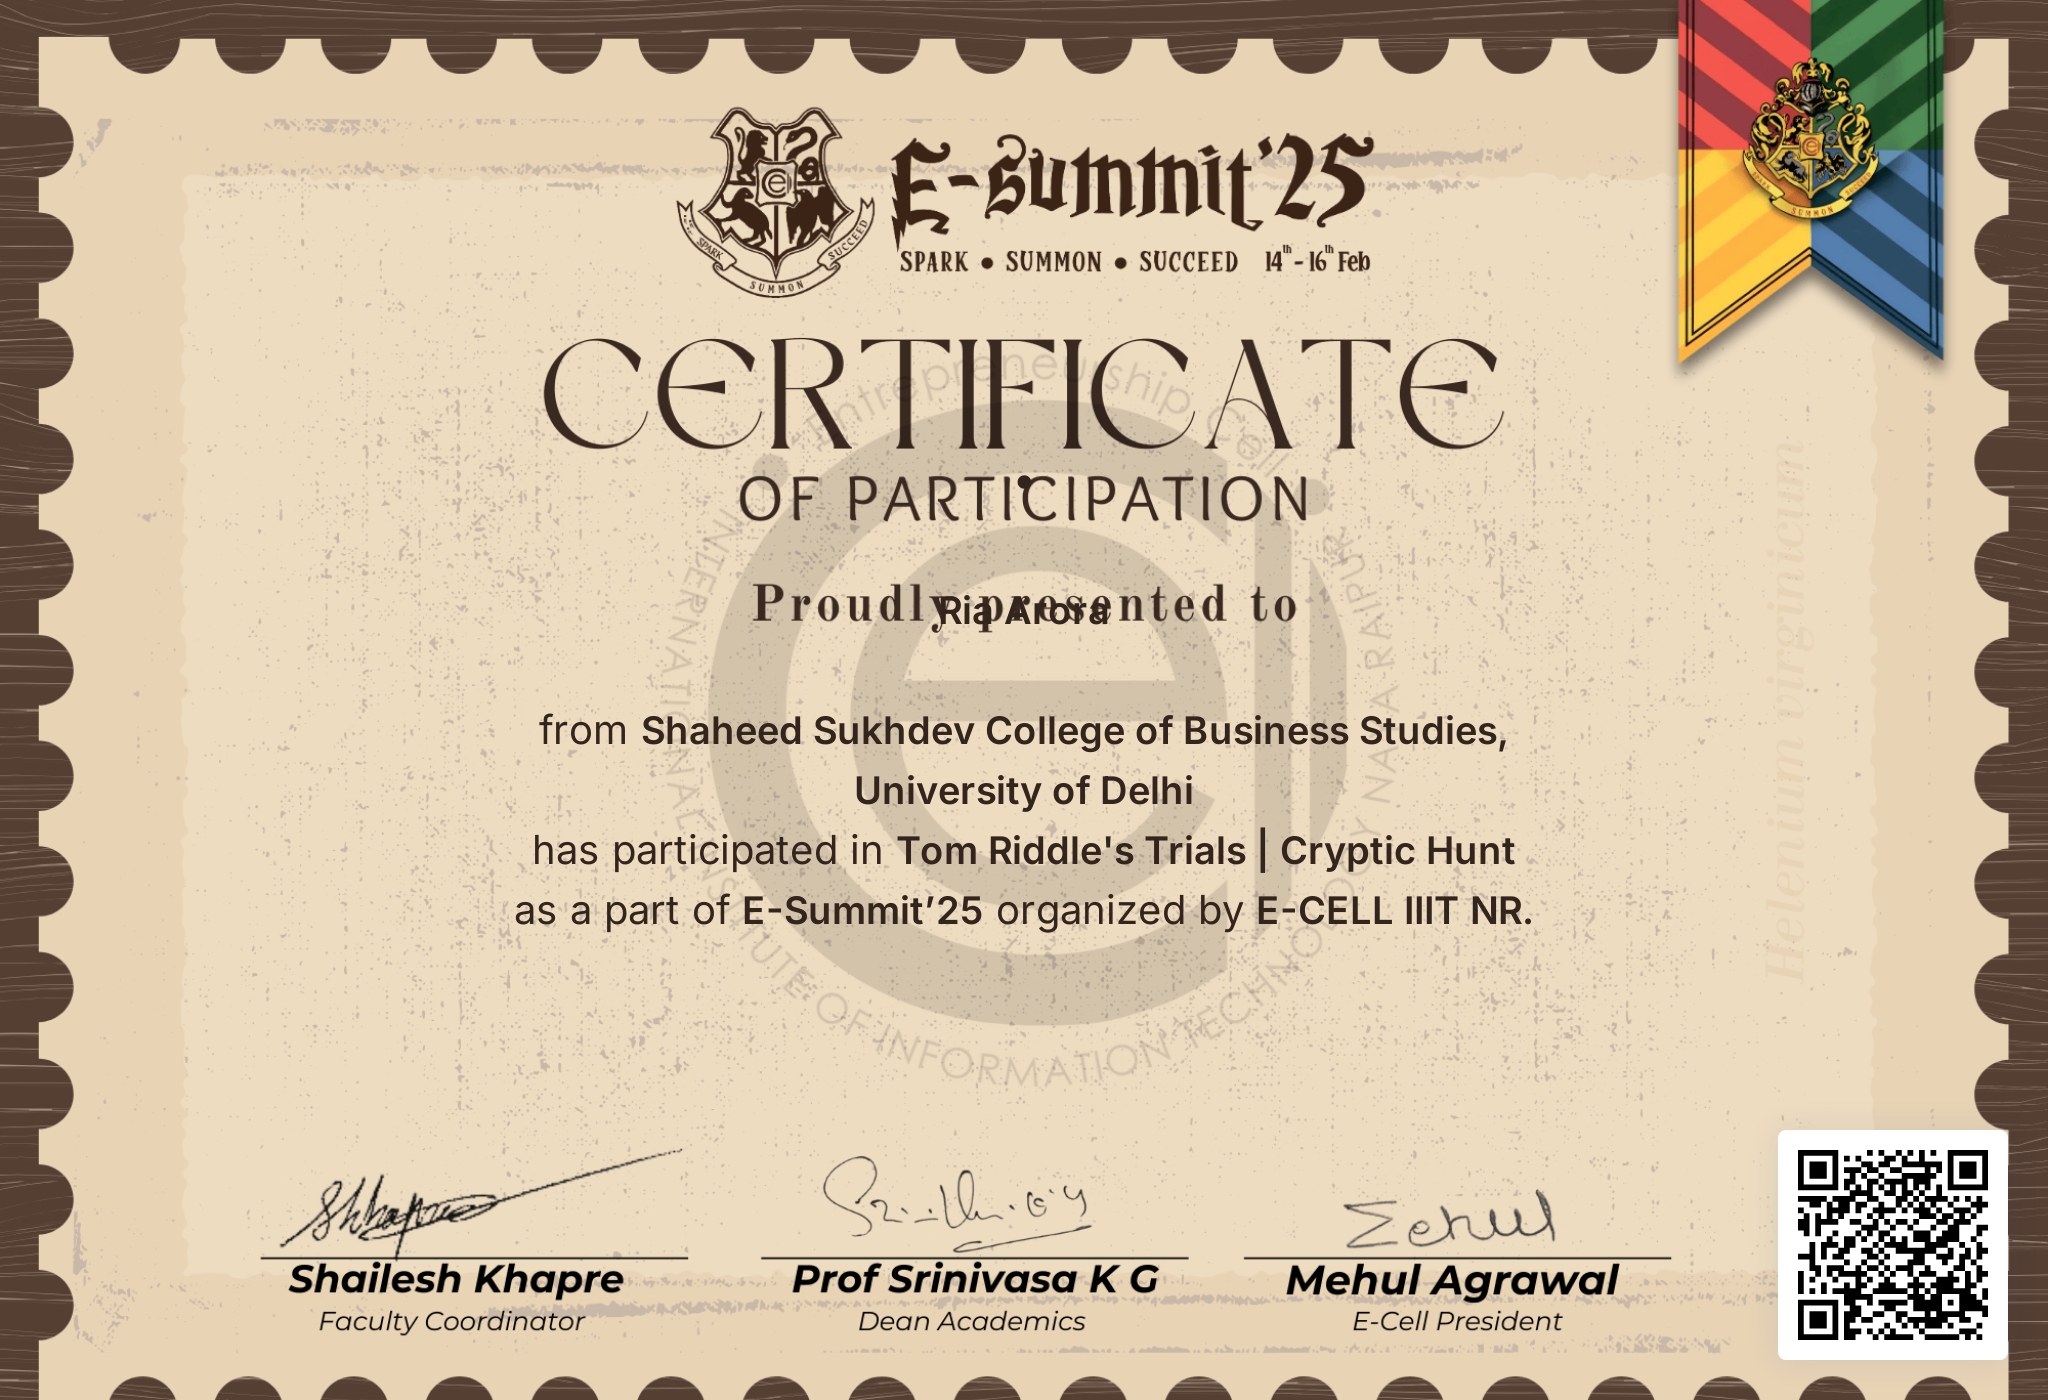 E-Summit'25
SPARK • SUMMON • SUCCEED 14th - 16th Feb
SPARK SUMMON SUCCEED
SUMMON
CERTIFICATE
OF PARTICIPATION
Proudly presented to
Ria Arora
from Shaheed Sukhdev College of Business Studies,
University of Delhi
has participated in Tom Riddle's Trials | Cryptic Hunt
as a part of E-Summit’25 organized by E-CELL IIIT NR.
Entrepreneurship Cell
INTERNATIONAL INSTITUTE OF INFORMATION TECHNOLOGY NAYA RAIPUR
Helenium virginicum
Shailesh Khapre
Faculty Coordinator
Prof Srinivasa K G
Dean Academics
Mehul Agrawal
E-Cell President